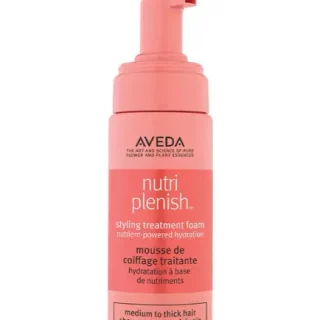 AVEDA
THE ART AND SCIENCE OF PURE
FLOWER AND PLANT ESSENCES
nutri
plenish™
styling treatment foam
nutrient-powered hydration
mousse de
coiffage traitante
hydratation à base
de nutriments
medium to thick hair